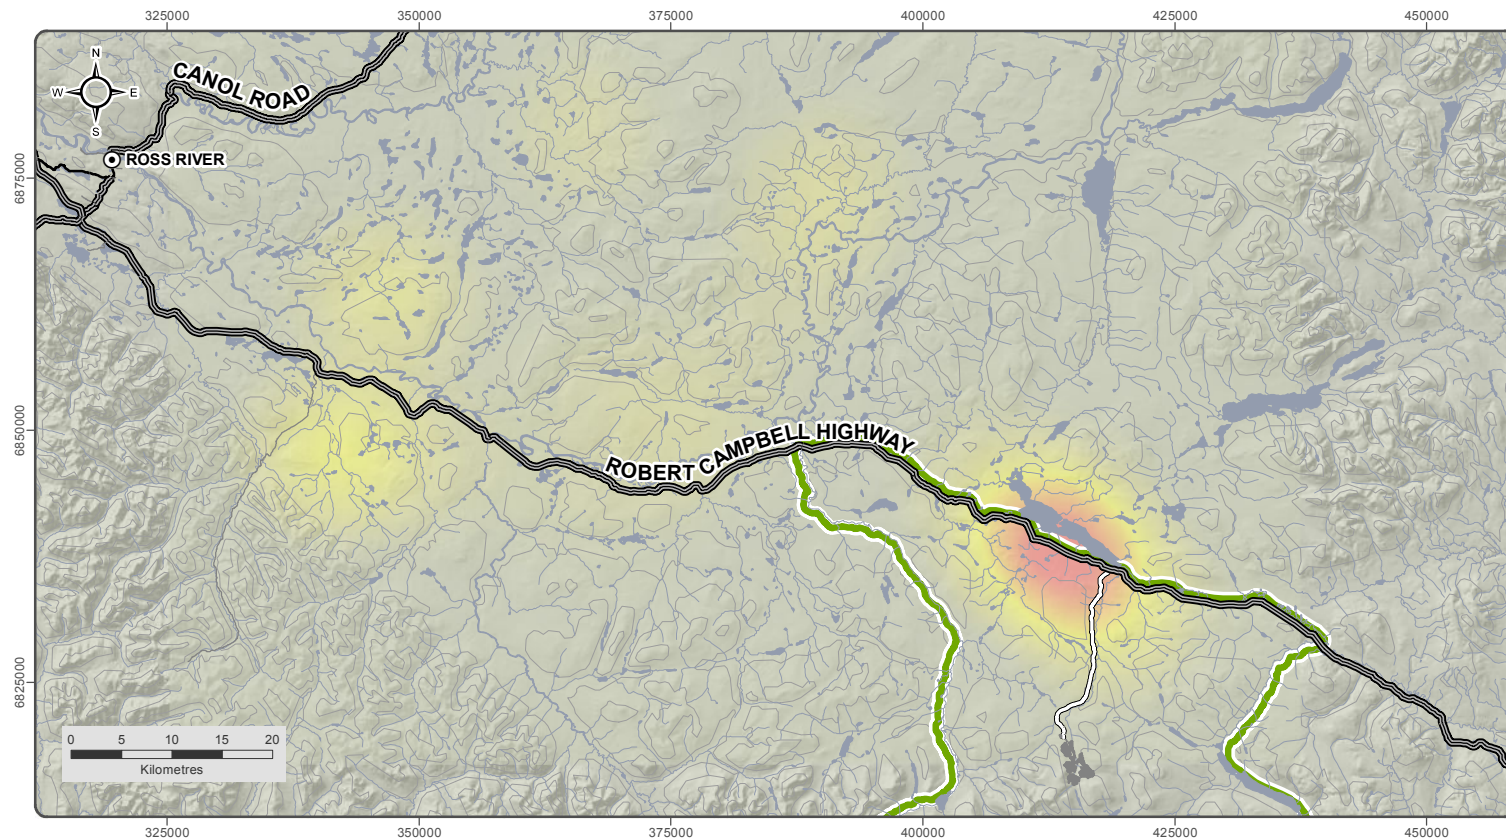 325000 350000 375000 400000 425000 450000
N
W E
S
CANOL ROAD
ROSS RIVER
6875000
6850000
ROBERT CAMPBELL HIGHWAY
6825000
0 5 10 15 20
Kilometres
325000 350000 375000 400000 425000 450000